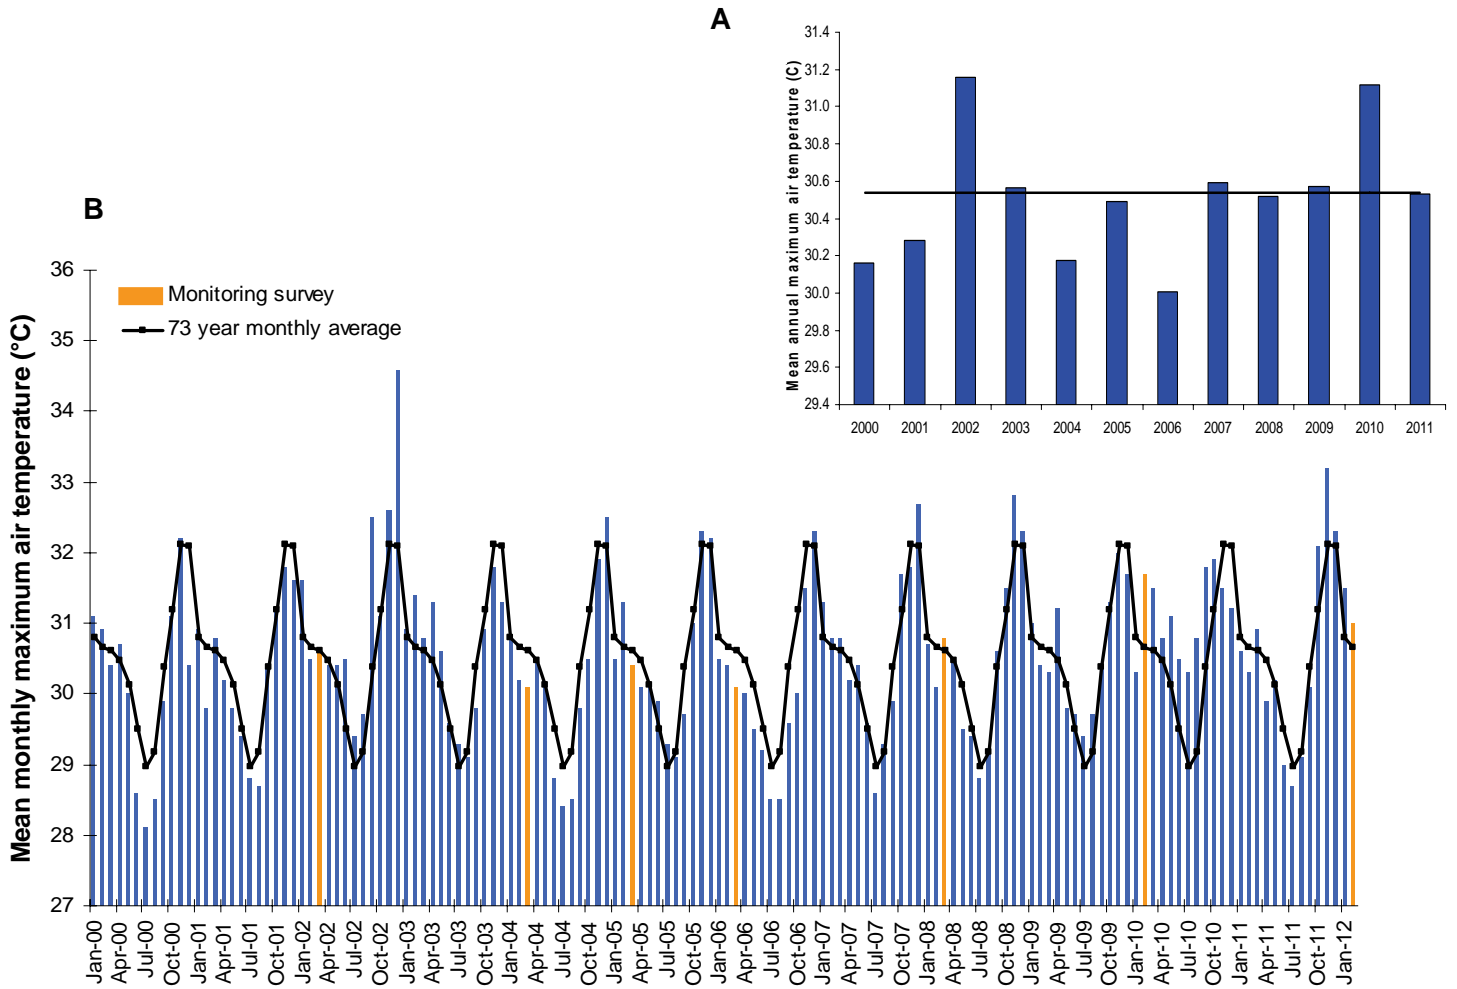 A
Mean annual maximum air temperature (C)
31.4
31.2
31.0
30.8
30.6
30.4
30.2
30.0
29.8
29.6
29.4
2000 2001 2002 2003 2004 2005 2006 2007 2008 2009 2010 2011
B
Mean monthly maximum air temperature (°C)
36
35
34
33
32
31
30
29
28
27
Monitoring survey
73 year monthly average
Jan-00 Apr-00 Jul-00 Oct-00 Jan-01 Apr-01 Jul-01 Oct-01 Jan-02 Apr-02 Jul-02 Oct-02 Jan-03 Apr-03 Jul-03 Oct-03 Jan-04 Apr-04 Jul-04 Oct-04 Jan-05 Apr-05 Jul-05 Oct-05 Jan-06 Apr-06 Jul-06 Oct-06 Jan-07 Apr-07 Jul-07 Oct-07 Jan-08 Apr-08 Jul-08 Oct-08 Jan-09 Apr-09 Jul-09 Oct-09 Jan-10 Apr-10 Jul-10 Oct-10 Jan-11 Apr-11 Jul-11 Oct-11 Jan-12